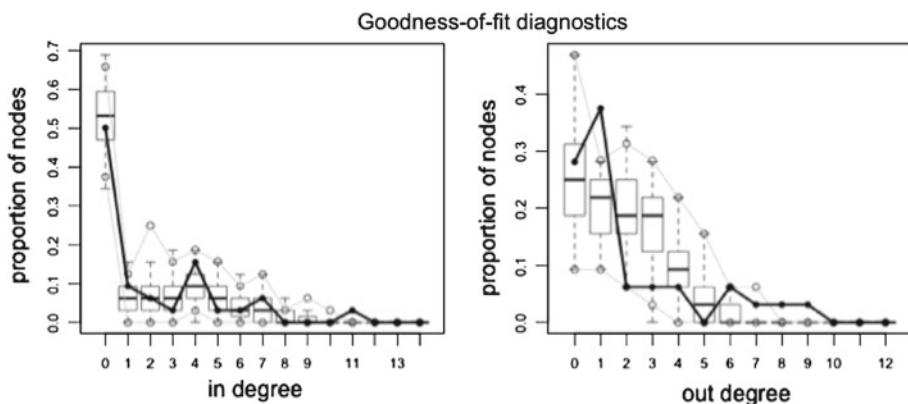 Goodness-of-fit diagnostics
proportion of nodes
0.7
0.6
0.5
0.4
0.3
0.2
0.1
0.0
0 1 2 3 4 5 6 7 8 9 11 13
in degree
proportion of nodes
0.4
0.3
0.2
0.1
0.0
0 1 2 3 4 5 6 7 8 9 10 12
out degree